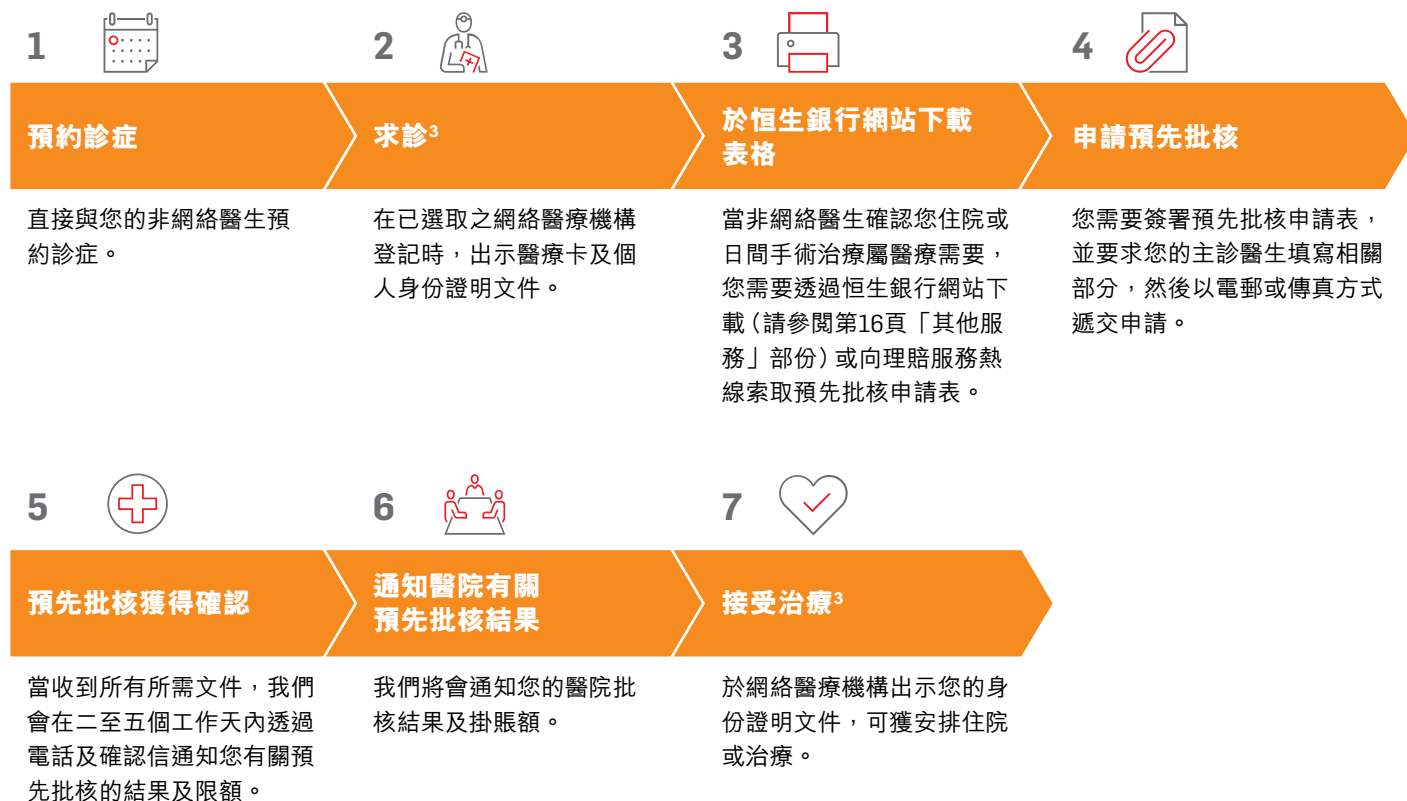 1
預約診症
直接與您的非網絡醫生預
約診症。
2
求診3
在已選取之網絡醫療機構
登記時，出示醫療卡及個
人身份證明文件。
3
於恒生銀行網站下載
表格
當非網絡醫生確認您住院或
日間手術治療屬醫療需要，
您需要透過恒生銀行網站下
載（請參閱第16頁「其他服
務」部份）或向理賠服務熱
線索取預先批核申請表。
4
申請預先批核
您需要簽署預先批核申請表，
並要求您的主診醫生填寫相關
部分，然後以電郵或傳真方式
遞交申請。
5
預先批核獲得確認
當收到所有所需文件，我們
會在二至五個工作天內透過
電話及確認信通知您有關預
先批核的結果及限額。
6
通知醫院有關
預先批核結果
我們將會通知您的醫院批
核結果及掛賬額。
7
接受治療3
於網絡醫療機構出示您的身
份證明文件，可獲安排住院
或治療。